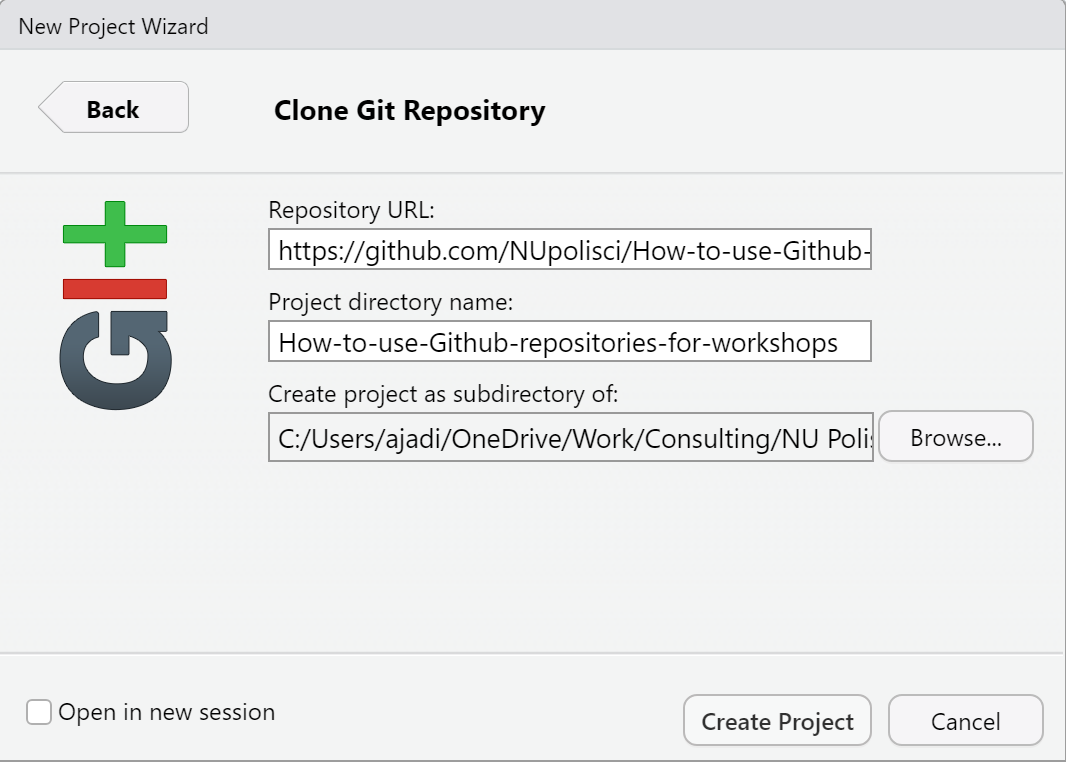 New Project Wizard
Back
Clone Git Repository
Repository URL:
https://github.com/NUpolisci/How-to-use-Github-
Project directory name:
How-to-use-Github-repositories-for-workshops
Create project as subdirectory of:
C:/Users/ajadi/OneDrive/Work/Consulting/NU Polis
Browse...
GIt
Open in new session
Create Project
Cancel